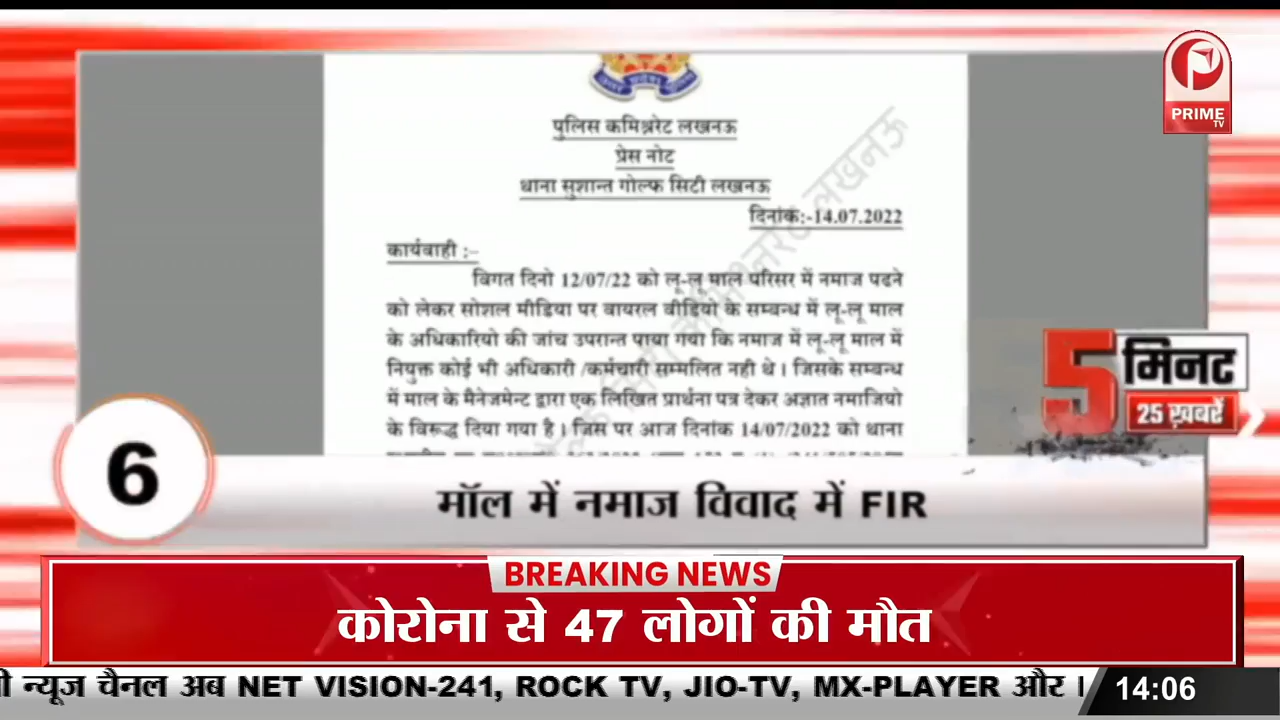 PRIME
TV
पुलिस कमिश्नरेट लखनऊ
प्रेस नोट
थाना सुशान्त गोल्फ सिटी लखनऊ
दिनांक:-14.07.2022
कार्यवाही :-
विगत दिनो 12/07/22 को लू-लू माल परिसर में नमाज पढने
को लेकर सोशल मीडिया पर वायरल वीडियो के सम्बन्ध में लू-लू माल
के अधिकारियो की जांच उपरान्त पाया गया कि नमाज में लू-लू माल में
नियुक्त कोई भी अधिकारी /कर्मचारी सम्मलित नही थे । जिसके सम्बन्ध
में माल के मैनेजमेन्ट द्वारा एक लिखित प्रार्थना पत्र देकर अज्ञात नमाजियो
के विरूद्ध दिया गया है । जिस पर आज दिनांक 14/07/2022 को थाना
5 मिनट
25 ख़बरें
6
मॉल में नमाज विवाद में FIR
BREAKING NEWS
कोरोना से 47 लोगों की मौत
न्यूज चैनल अब NET VISION-241, ROCK TV, JIO-TV, MX-PLAYER और ।
14:06